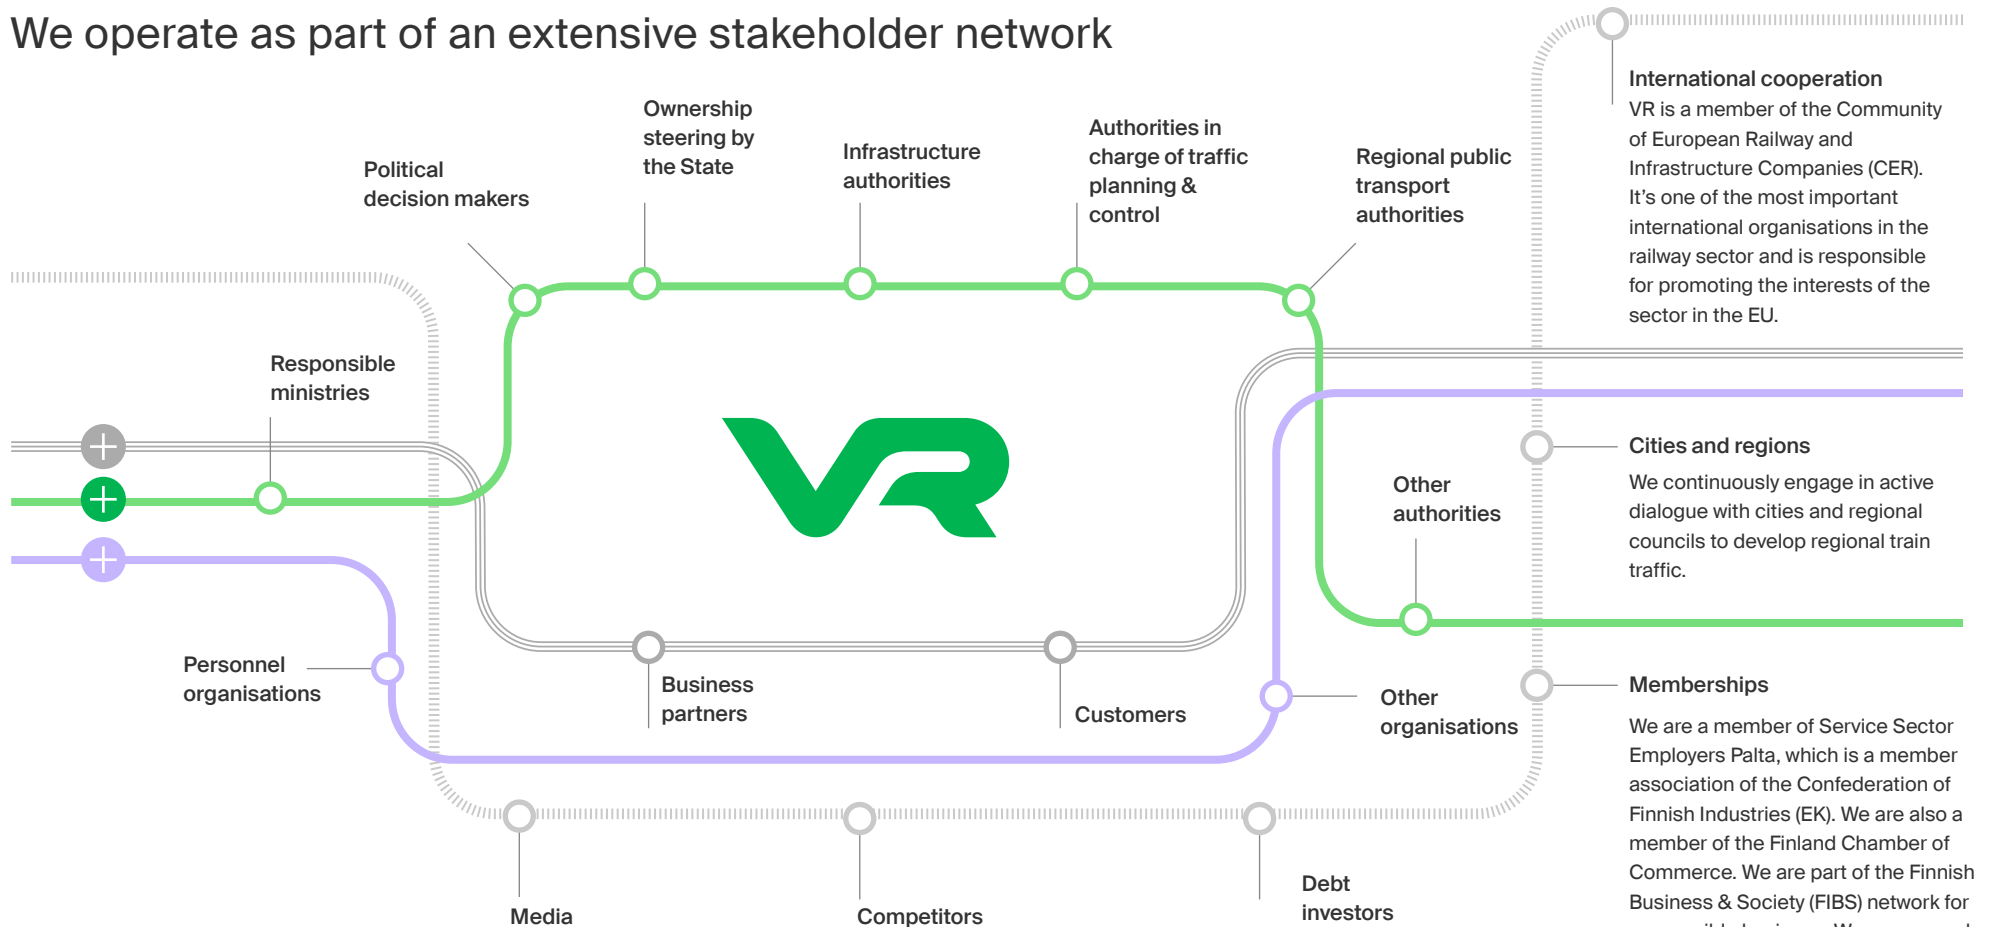 We operate as part of an extensive stakeholder network
Ownership
steering by
the State
Political
decision makers
Infrastructure
authorities
Authorities in
charge of traffic
planning &
control
Regional public
transport
authorities
Responsible
ministries
VR
Other
authorities
Personnel
organisations
Business
partners
Customers
Other
organisations
Media
Competitors
Debt
investors
International cooperation
VR is a member of the Community
of European Railway and
Infrastructure Companies (CER).
It’s one of the most important
international organisations in the
railway sector and is responsible
for promoting the interests of the
sector in the EU.
Cities and regions
We continuously engage in active
dialogue with cities and regional
councils to develop regional train
traffic.
Memberships
We are a member of Service Sector
Employers Palta, which is a member
association of the Confederation of
Finnish Industries (EK). We are also a
member of the Finland Chamber of
Commerce. We are part of the Finnish
Business & Society (FIBS) network for